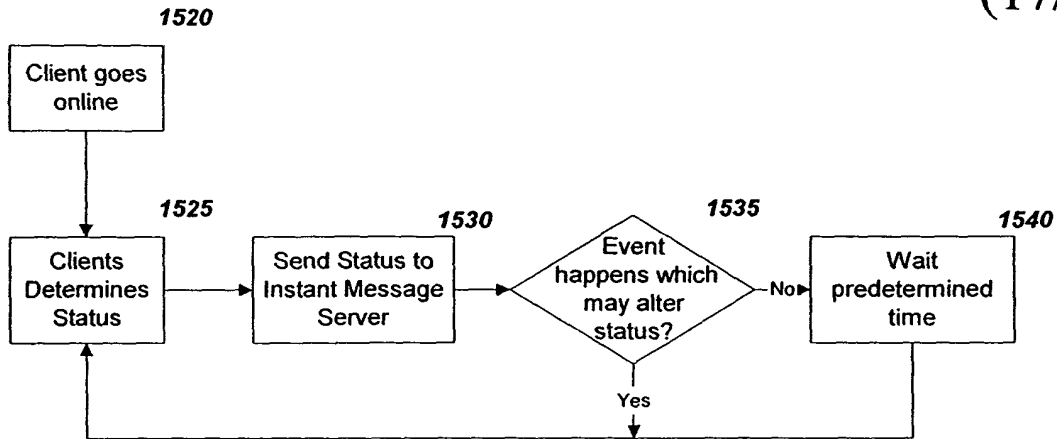 1520
Client goes
online
1525
Clients
Determines
Status
1530
Send Status to
Instant Message
Server
1535
Event
happens which
may alter
status?
No
1540
Wait
predetermined
time
Yes